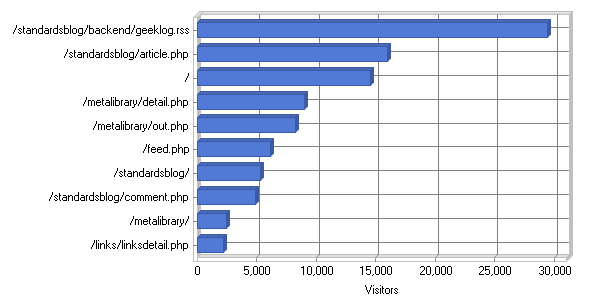 /standardsblog/backend/geeklog.rss
/standardsblog/article.php
/
/metalibrary/detail.php
/metalibrary/out.php
/feed.php
/standardsblog/
/standardsblog/comment.php
/metalibrary/
/links/linksdetail.php
0 5,000 10,000 15,000 20,000 25,000 30,000
Visitors